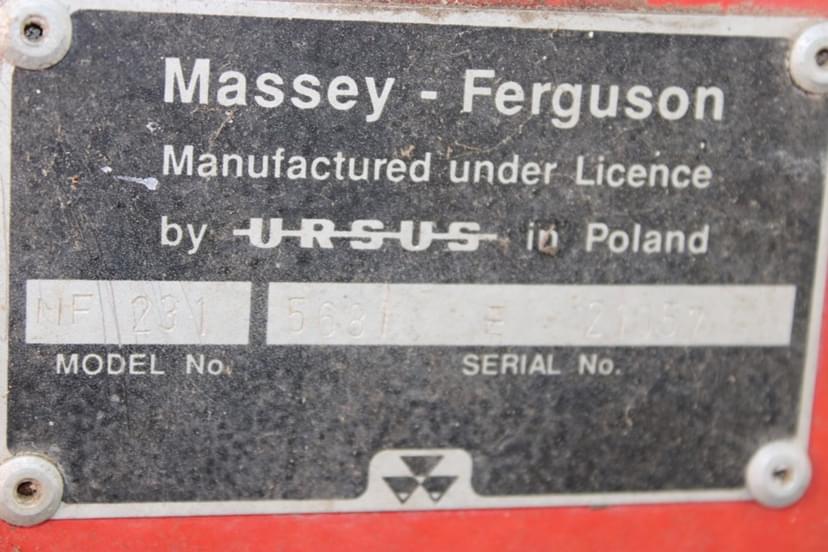 Massey - Ferguson
Manufactured under Licence
by URSUS in Poland
MF 231
MODEL No.
SERIAL No.